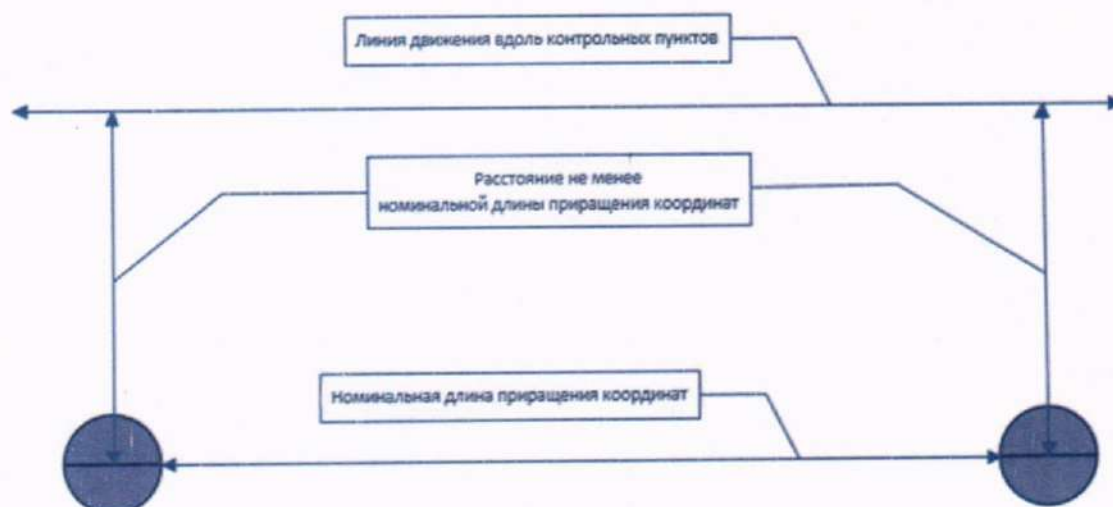 Линия движения вдоль контрольных пунктов
Расстояние не менее
номинальной длины приращения координат
Номинальная длина приращения координат